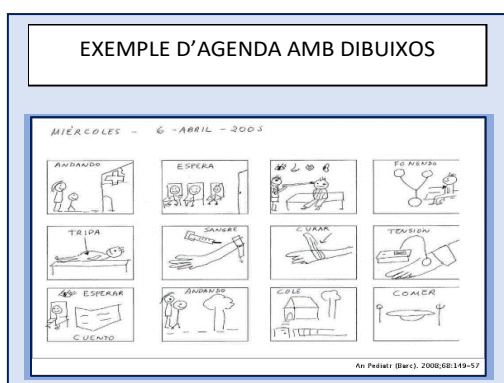 EXEMPLE D'AGENDA AMB DIBUIXOS
MIÉRCOLES - 6 - ABRIL - 2005
ANDANDO
ESPERA
FONENDO
TRIPA
SANGRE
CURAR
TENSION
ESPERAR
CUENTO
ANDANDO
COLE
COMER
An Pediatr (Barc). 2008;68:149-57